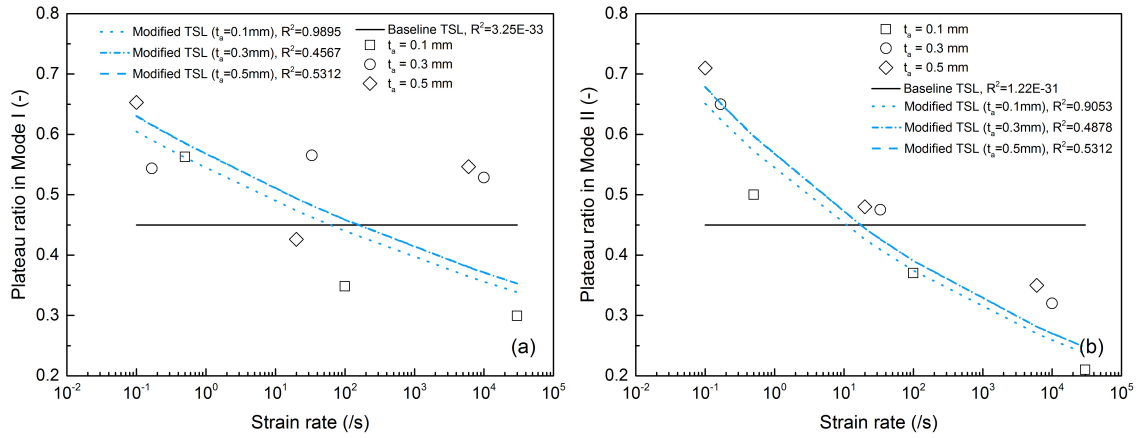 Modified TSL (ta=0.1mm), R2=0.9895
Modified TSL (ta=0.3mm), R2=0.4567
Modified TSL (ta=0.5mm), R2=0.5312
Baseline TSL, R2=3.25E-33
ta = 0.1 mm
ta = 0.3 mm
ta = 0.5 mm
0.8
0.7
0.6
0.5
0.4
0.3
0.2
Plateau ratio in Mode I (-)
(a)
10-2
10-1
100
101
102
103
104
105
Strain rate (/s)
ta = 0.1 mm
ta = 0.3 mm
ta = 0.5 mm
Baseline TSL, R2=1.22E-31
Modified TSL (ta=0.1mm), R2=0.9053
Modified TSL (ta=0.3mm), R2=0.4878
Modified TSL (ta=0.5mm), R2=0.5312
0.8
0.7
0.6
0.5
0.4
0.3
0.2
Plateau ratio in Mode II (-)
(b)
10-2
10-1
100
101
102
103
104
105
Strain rate (/s)